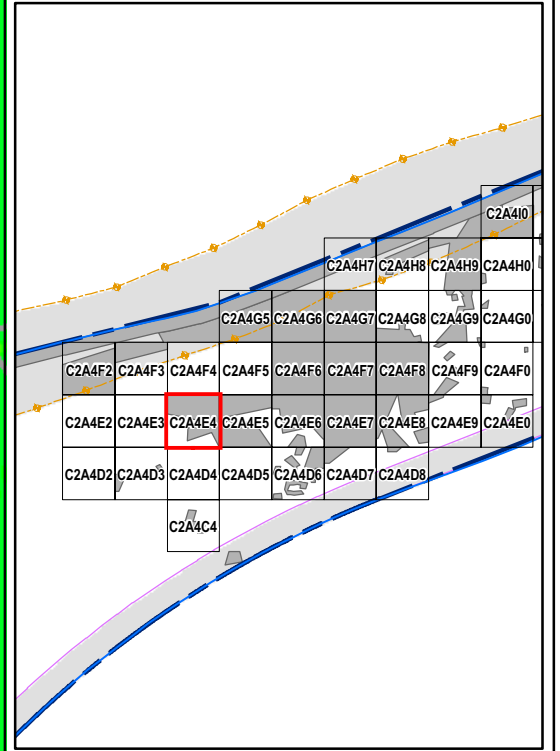 C2A4I0
C2A4H7 C2A4H8 C2A4H9 C2A4H0
C2A4G5 C2A4G6 C2A4G7 C2A4G8 C2A4G9 C2A4G0
C2A4F2 C2A4F3 C2A4F4 C2A4F5 C2A4F6 C2A4F7 C2A4F8 C2A4F9 C2A4F0
C2A4E2 C2A4E3 C2A4E4 C2A4E5 C2A4E6 C2A4E7 C2A4E8 C2A4E9 C2A4E0
C2A4D2 C2A4D3 C2A4D4 C2A4D5 C2A4D6 C2A4D7 C2A4D8
C2A4C4